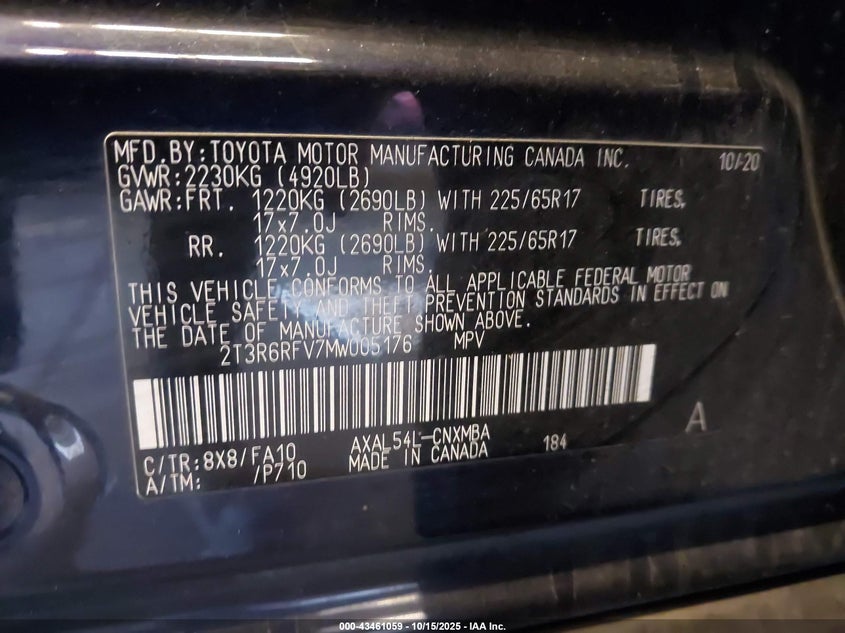 MFD.BY:TOYOTA MOTOR MANUFACTURING CANADA INC. 10/20
GVWR:2230KG (4920LB)
GAWR:FRT. 1220KG (2690LB) WITH 225/65R17 TIRES,
17x7.0J RIMS.
RR. 1220KG (2690LB) WITH 225/65R17 TIRES,
17x7.0J RIMS.
THIS VEHICLE CONFORMS TO ALL APPLICABLE FEDERAL MOTOR
VEHICLE SAFETY AND THEFT PREVENTION STANDARDS IN EFFECT ON
THE DATE OF MANUFACTURE SHOWN ABOVE.
2T3R6RFV7MW005176 MPV
C/TR:8X8/FA10 AXAL54L-CNXMBA 184 A
A/TM: /P710 MADE IN CANADA
000-43461059 - 10/15/2025 - IAA Inc.